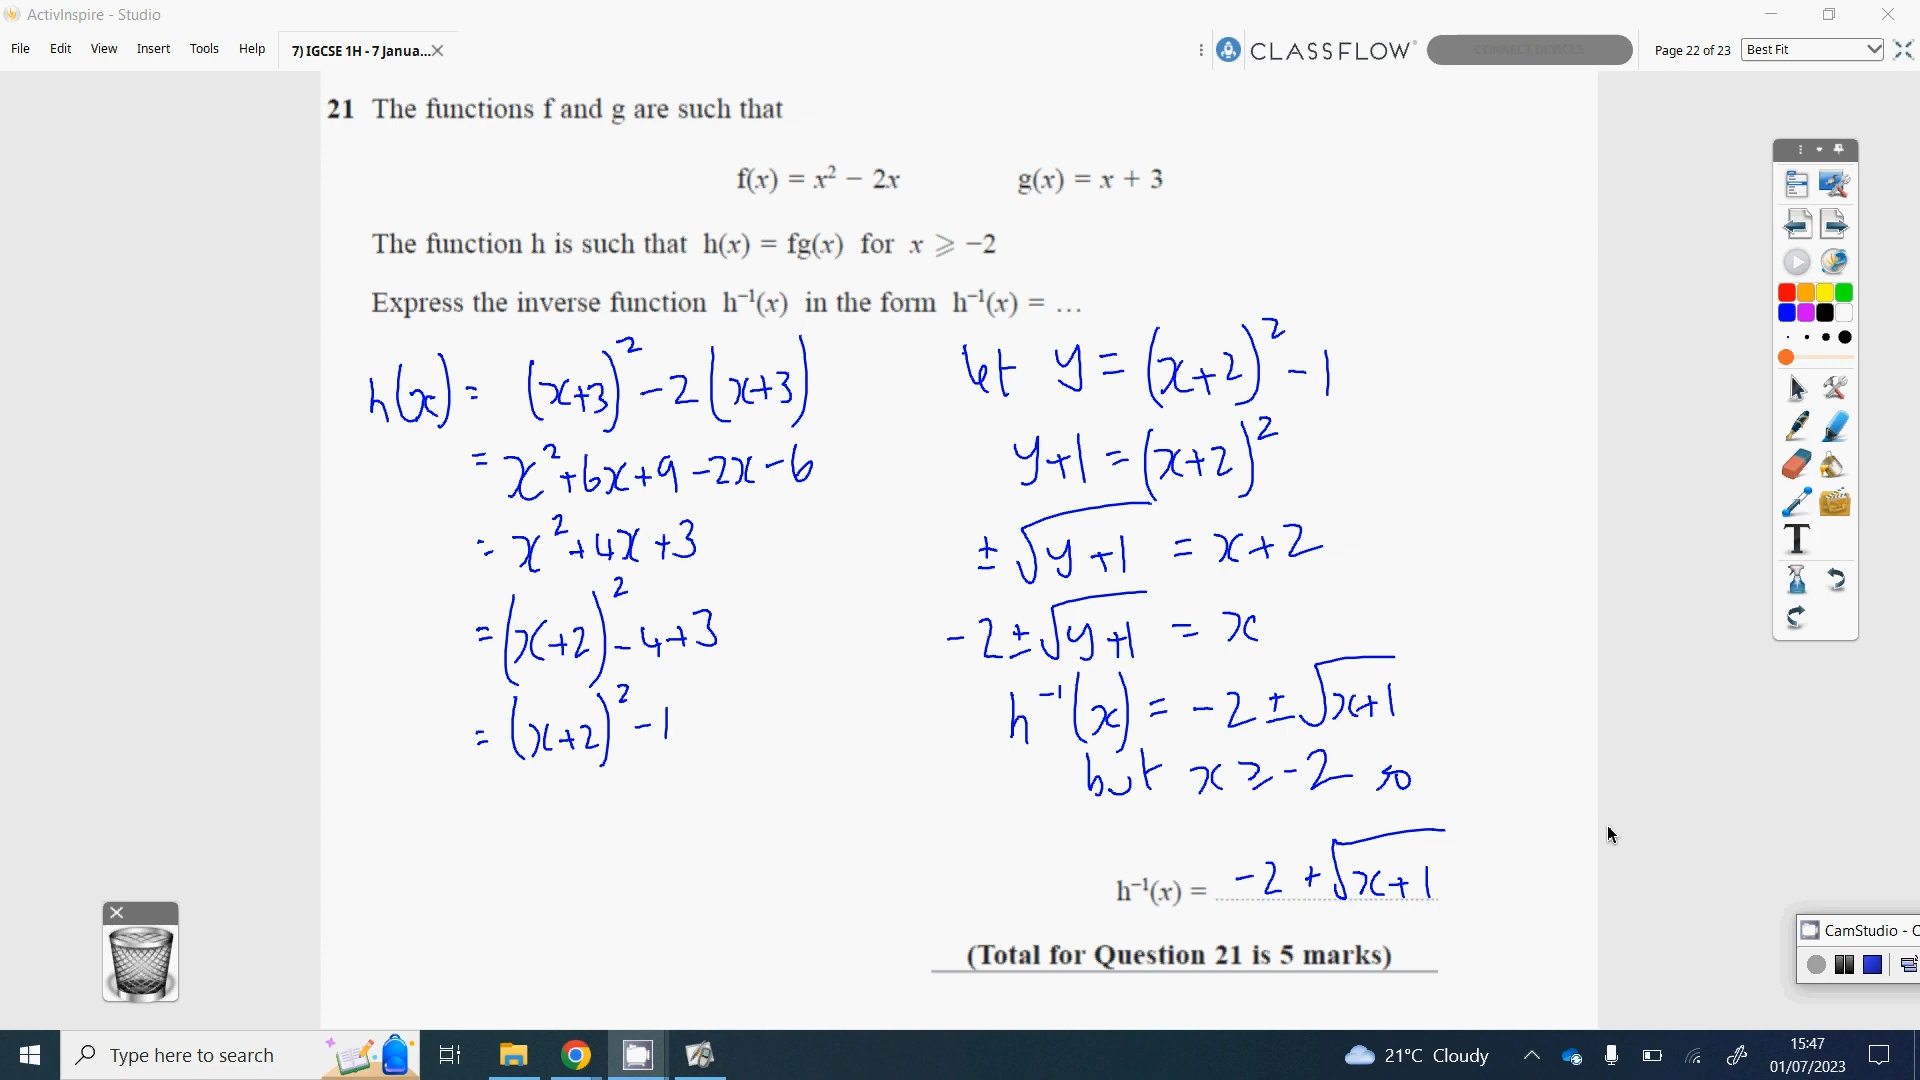 ActivInspire - Studio
File Edit View Insert Tools Help 7) IGCSE 1H - 7 Janua... CLASSFLOW CONNECT DEVICES Page 22 of 23 Best Fit
21 The functions f and g are such that
f(x) = x² − 2x g(x) = x + 3
The function h is such that h(x) = fg(x) for x ⩾ −2
Express the inverse function h⁻¹(x) in the form h⁻¹(x) = ...
h(x) = (x+3)² - 2(x+3)
= x² + 6x + 9 - 2x - 6
= x² + 4x + 3
= (x+2)² - 4 + 3
= (x+2)² - 1
let y = (x+2)² - 1
y+1 = (x+2)²
± √(y+1) = x+2
-2 ± √(y+1) = x
h⁻¹(x) = -2 ± √(x+1)
but x ≥ -2 so
h⁻¹(x) = -2 + √(x+1)
(Total for Question 21 is 5 marks)
T
CamStudio - 
Type here to search
21°C Cloudy
15:47
01/07/2023